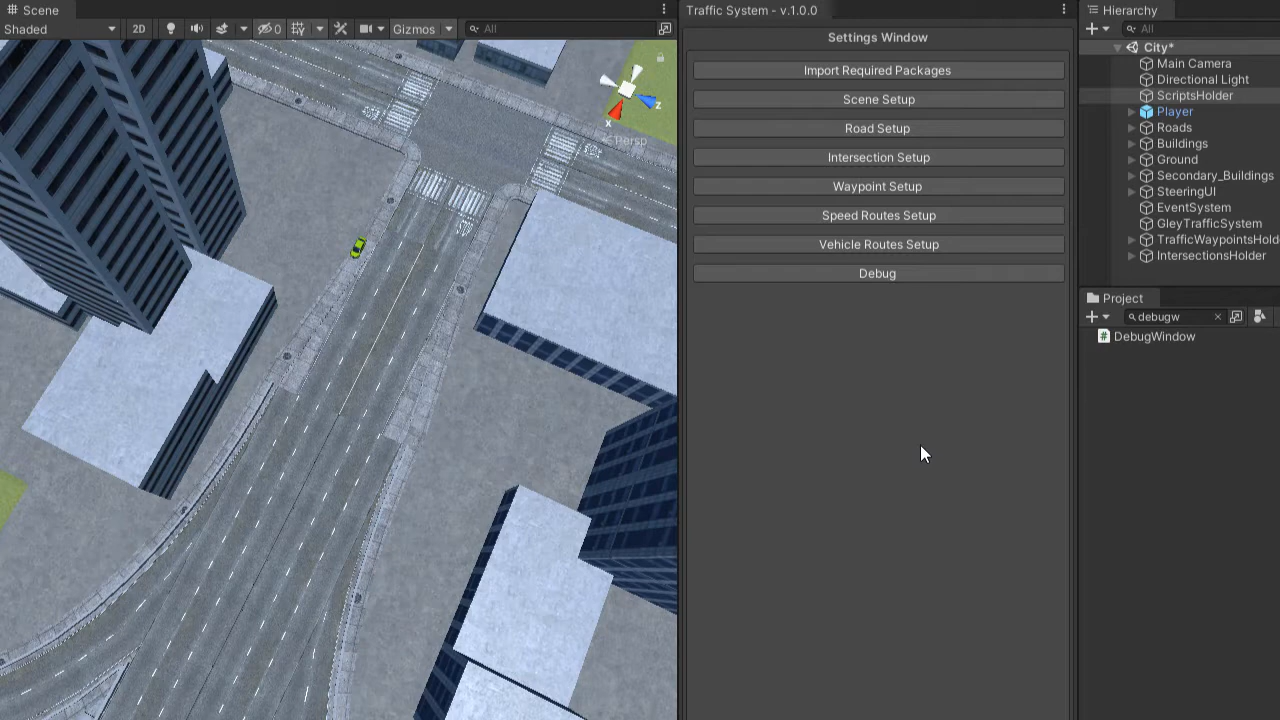 Scene
Shaded
2D
0
Gizmos
All
x
z
Persp
Traffic System - v.1.0.0
Settings Window
Import Required Packages
Scene Setup
Road Setup
Intersection Setup
Waypoint Setup
Speed Routes Setup
Vehicle Routes Setup
Debug
Hierarchy
All
City*
Main Camera
Directional Light
ScriptsHolder
Player
Roads
Buildings
Ground
Secondary_Buildings
SteeringUI
EventSystem
GleyTrafficSystem
TrafficWaypointsHold
IntersectionsHolder
Project
debugw
DebugWindow